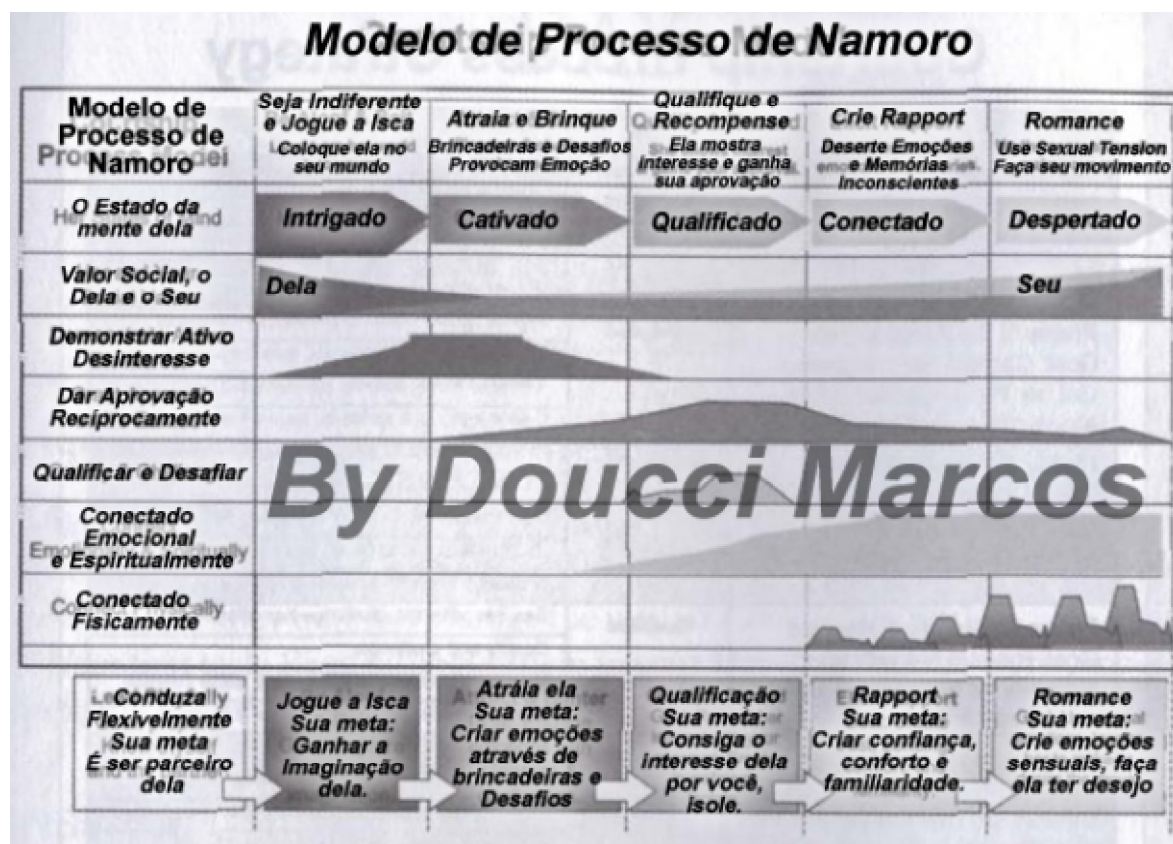 Modelo de Processo de Namoro
Modelo de
Processo de
Namoro
Seja Indiferente
e Jogue a Isca
Coloque ela no
seu mundo
Atraia e Brinque
Brincadeiras e Desafios
Provocam Emoção
Qualifique e
Recompense
Ela mostra
interesse e ganha
sua aprovação
Crie Rapport
Deserte Emoções
e Memórias
Inconscientes
Romance
Use Sexual Tension
Faça seu movimento
O Estado da
mente dela
Intrigado
Cativado
Qualificado
Conectado
Despertado
Valor Social, o
Dela e o Seu
Dela
Seu
Demonstrar Ativo
Desinteresse
Dar Aprovação
Recíprocamente
Qualificar e Desafiar
By Doucci Marcos
Conectado
Emocional
e Espiritualmente
Conectado
Físicamente
Conduza
Flexivelmente
Sua meta
É ser parceiro
dela
Jogue a Isca
Sua meta:
Ganhar a
Imaginação
dela.
Atráia ela
Sua meta:
Criar emoções
através de
brincadeiras e
Desafios
Qualificação
Sua meta:
Consiga o
interesse dela
por você,
isole.
Rapport
Sua meta:
Criar confiança,
conforto e
familiaridade.
Romance
Sua meta:
Crie emoções
sensuais, faça
ela ter desejo